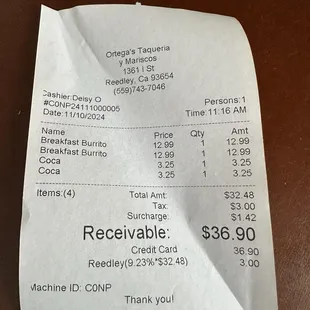 Ortega's Taqueria
y Mariscos
1361 I St
Reedley, Ca 93654
(559)743-7046
Cashier:Deisy O
#C0NP24111000005 Persons:1
Date:11/10/2024 Time:11:16 AM
Name Price Qty Amt
Breakfast Burrito 12.99 1 12.99
Breakfast Burrito 12.99 1 12.99
Coca 3.25 1 3.25
Coca 3.25 1 3.25
Items:(4) Total Amt: $32.48
Tax: $3.00
Surcharge: $1.42
Receivable: $36.90
Credit Card 36.90
Reedley(9.23%*$32.48) 3.00
Machine ID: C0NP
Thank you!